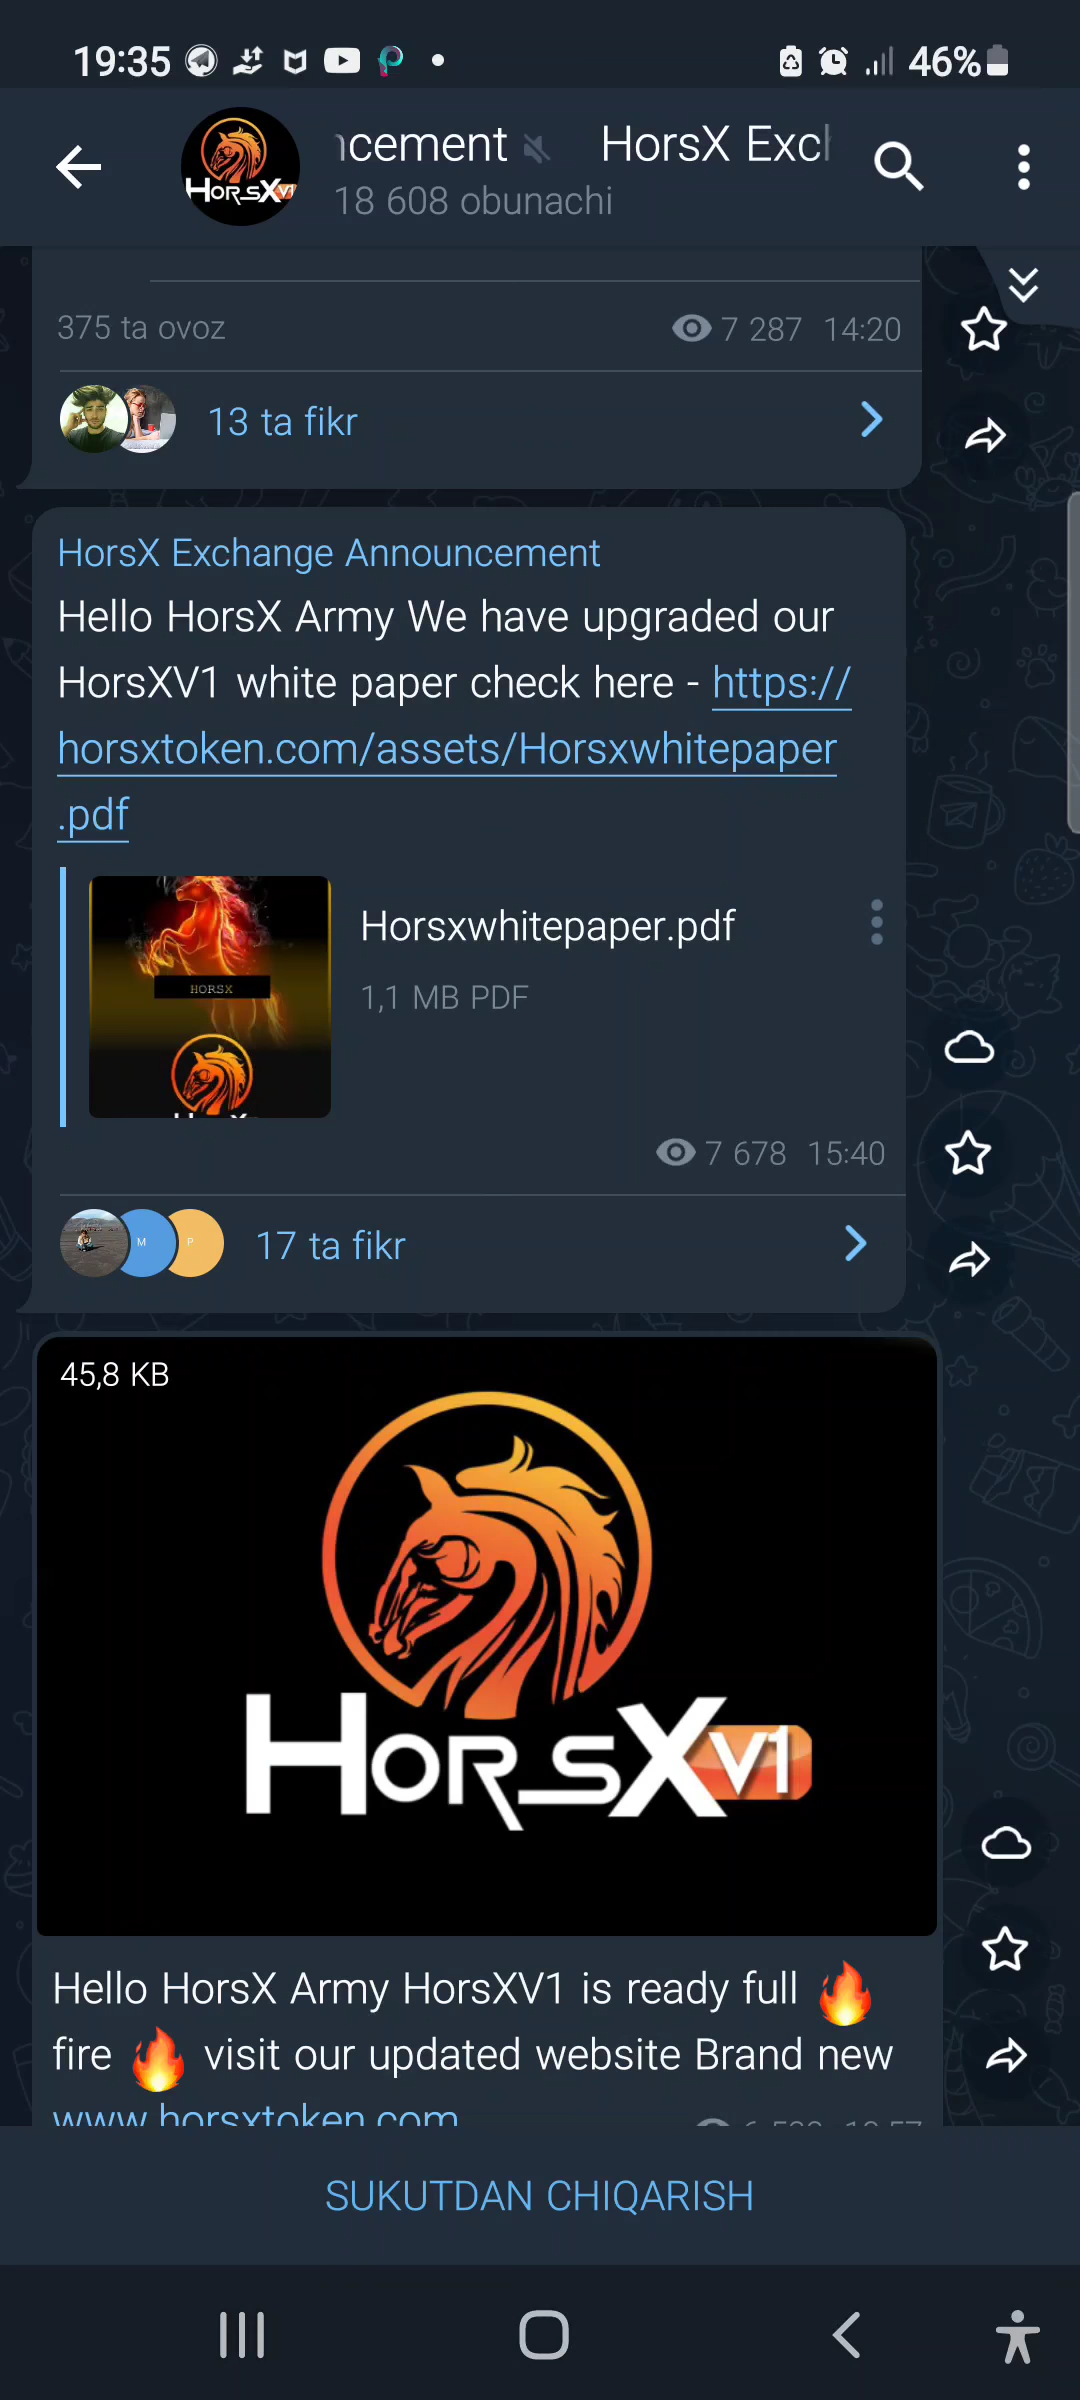 19:35
46%
ncement HorsX Excl
18 608 obunachi
375 ta ovoz
7 287 14:20
13 ta fikr
HorsX Exchange Announcement
Hello HorsX Army We have upgraded our
HorsXV1 white paper check here - https://
horsxtoken.com/assets/Horsxwhitepaper
.pdf
Horsxwhitepaper.pdf
1,1 MB PDF
HORSX
7 678 15:40
M P
17 ta fikr
45,8 KB
HorsX V1
Hello HorsX Army HorsXV1 is ready full 🔥
fire 🔥 visit our updated website Brand new
www.horsxtoken.com
SUKUTDAN CHIQARISH